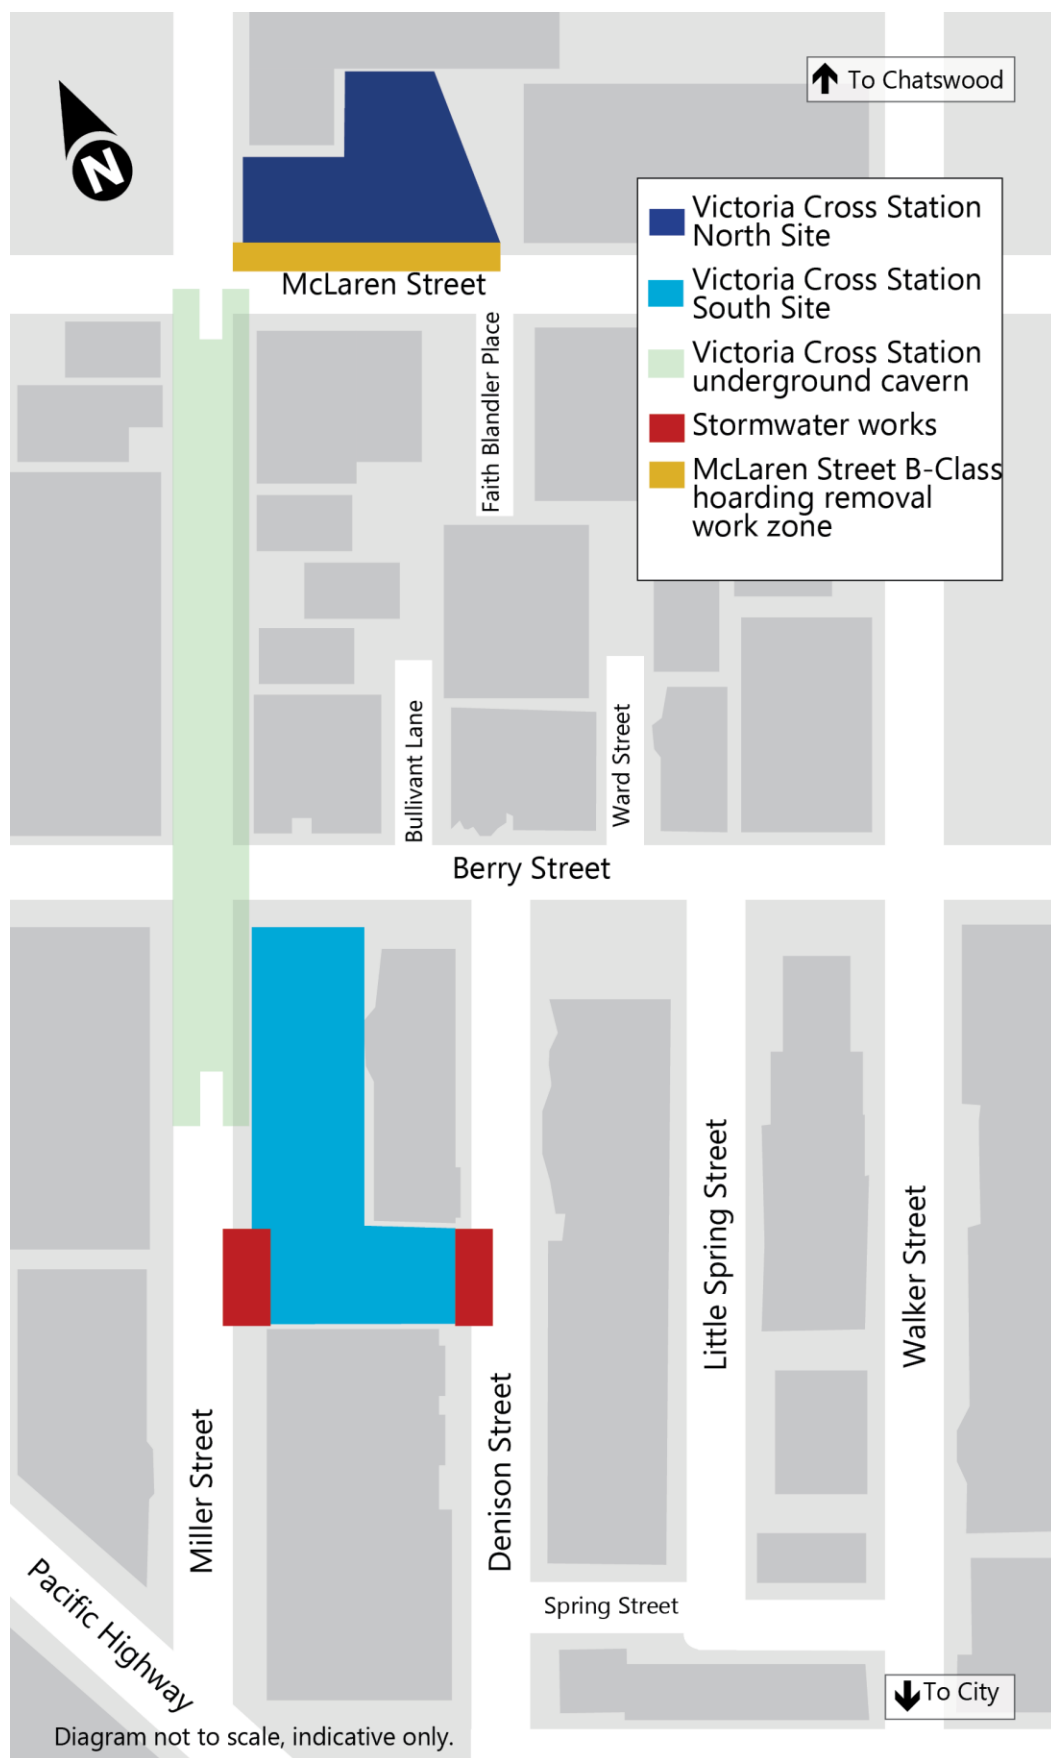 To Chatswood
N
Victoria Cross Station
North Site
Victoria Cross Station
South Site
Victoria Cross Station
underground cavern
Stormwater works
McLaren Street B-Class
hoarding removal
work zone
McLaren Street
Faith Blandler Place
Bullivant Lane
Ward Street
Berry Street
Little Spring Street
Walker Street
Denison Street
Miller Street
Spring Street
Pacific Highway
To City
Diagram not to scale, indicative only.